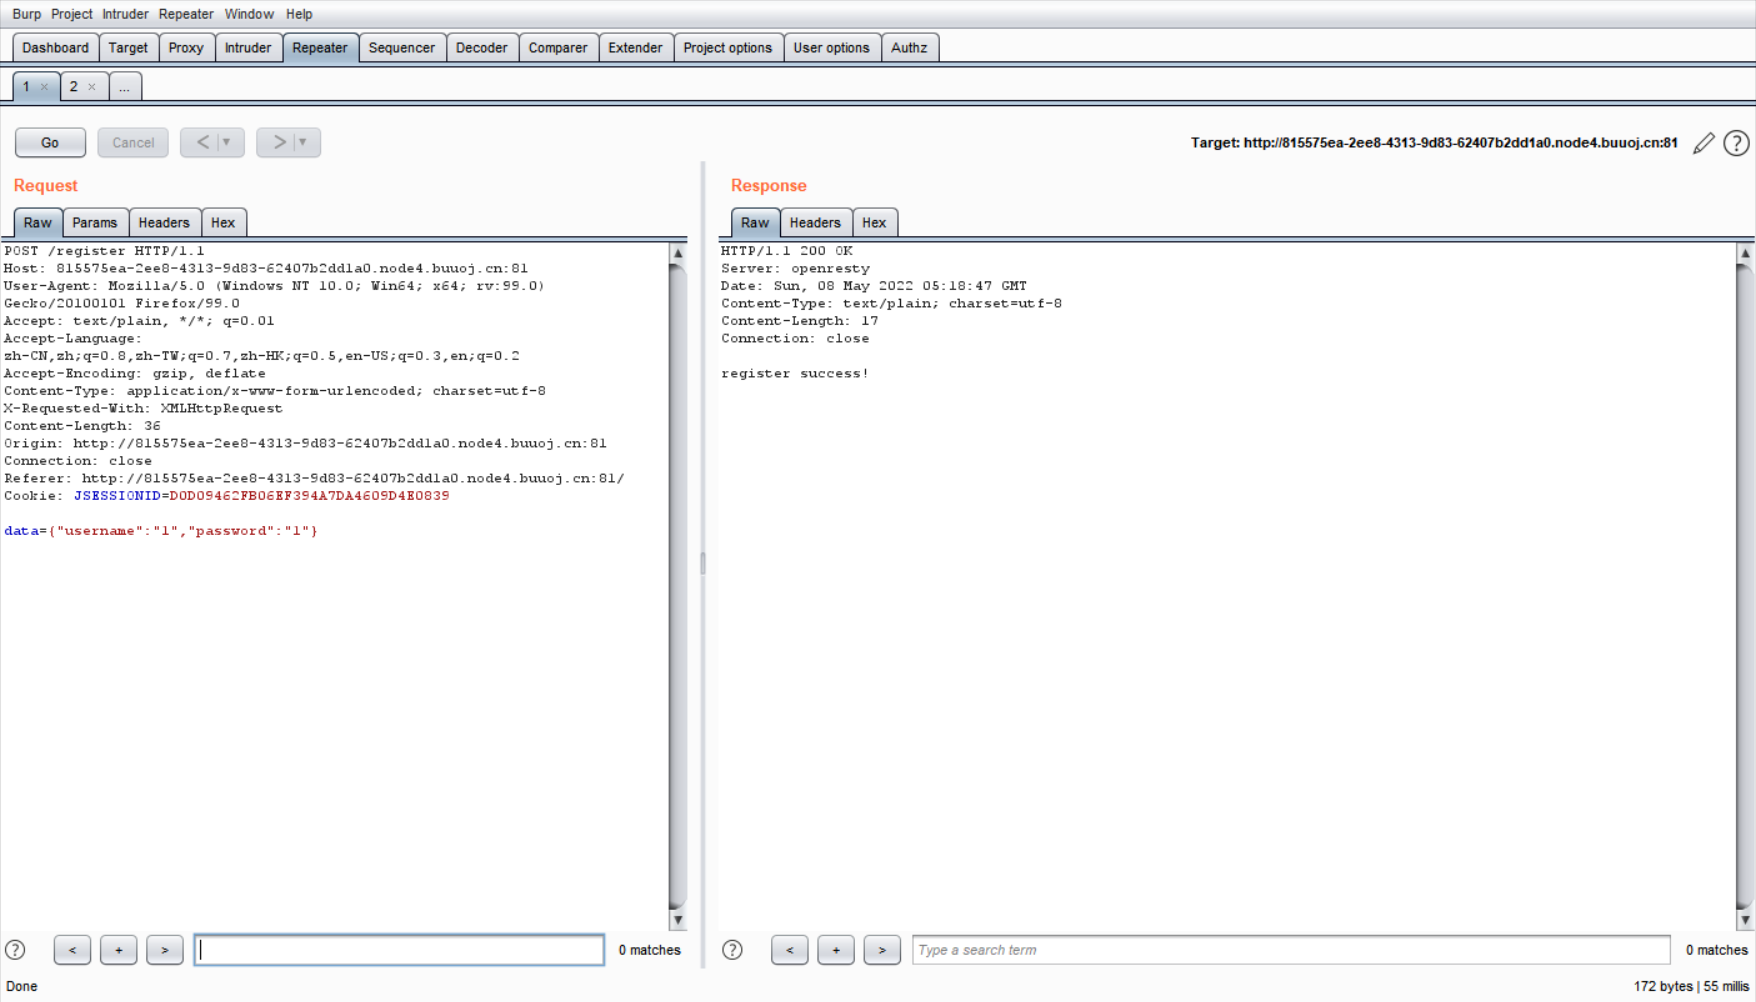 Burp Project Intruder Repeater Window Help
Dashboard Target Proxy Intruder Repeater Sequencer Decoder Comparer Extender Project options User options Authz
1 × 2 × ...
Go Cancel < ▾ > ▾ Target: http://815575ea-2ee8-4313-9d83-62407b2dd1a0.node4.buuoj.cn:81 ?
Request
Raw Params Headers Hex
POST /register HTTP/1.1
Host: 815575ea-2ee8-4313-9d83-62407b2dd1a0.node4.buuoj.cn:81
User-Agent: Mozilla/5.0 (Windows NT 10.0; Win64; x64; rv:99.0)
Gecko/20100101 Firefox/99.0
Accept: text/plain, */*; q=0.01
Accept-Language:
zh-CN,zh;q=0.8,zh-TW;q=0.7,zh-HK;q=0.5,en-US;q=0.3,en;q=0.2
Accept-Encoding: gzip, deflate
Content-Type: application/x-www-form-urlencoded; charset=utf-8
X-Requested-With: XMLHttpRequest
Content-Length: 36
Origin: http://815575ea-2ee8-4313-9d83-62407b2dd1a0.node4.buuoj.cn:81
Connection: close
Referer: http://815575ea-2ee8-4313-9d83-62407b2dd1a0.node4.buuoj.cn:81/
Cookie: JSESSIONID=D0D09462FB06EF394A7DA4609D4E0839
data={"username":"1","password":"1"}
? < + > 0 matches
Response
Raw Headers Hex
HTTP/1.1 200 OK
Server: openresty
Date: Sun, 08 May 2022 05:18:47 GMT
Content-Type: text/plain; charset=utf-8
Content-Length: 17
Connection: close
register success!
? < + > Type a search term 0 matches
Done 172 bytes | 55 millis